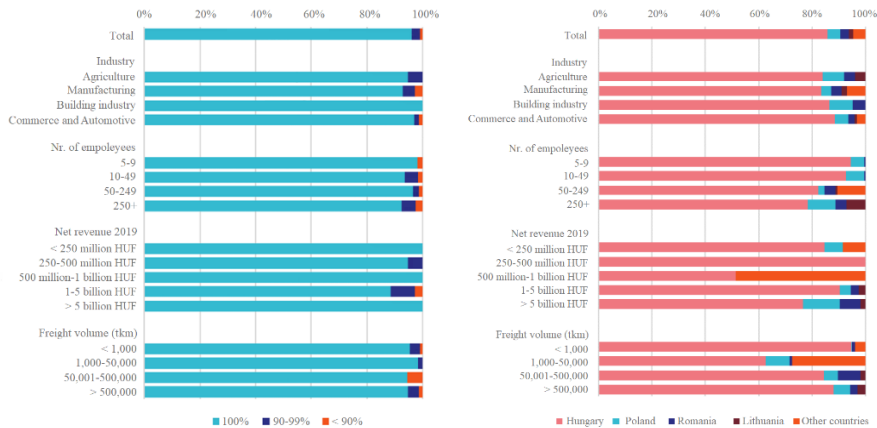 0% 20% 40% 60% 80% 100%
Total
Industry
Agriculture
Manufacturing
Building industry
Commerce and Automotive
Nr. of empoleyees
5-9
10-49
50-249
250+
Net revenue 2019
< 250 million HUF
250-500 million HUF
500 million-1 billion HUF
1-5 billion HUF
> 5 billion HUF
Freight volume (tkm)
< 1,000
1,000-50,000
50,001-500,000
> 500,000
100% 90-99% < 90%
0% 20% 40% 60% 80% 100%
Total
Industry
Agriculture
Manufacturing
Building industry
Commerce and Automotive
Nr. of empoleyees
5-9
10-49
50-249
250+
Net revenue 2019
< 250 million HUF
250-500 million HUF
500 million-1 billion HUF
1-5 billion HUF
> 5 billion HUF
Freight volume (tkm)
< 1,000
1,000-50,000
50,001-500,000
> 500,000
Hungary Poland Romania Lithuania Other countries